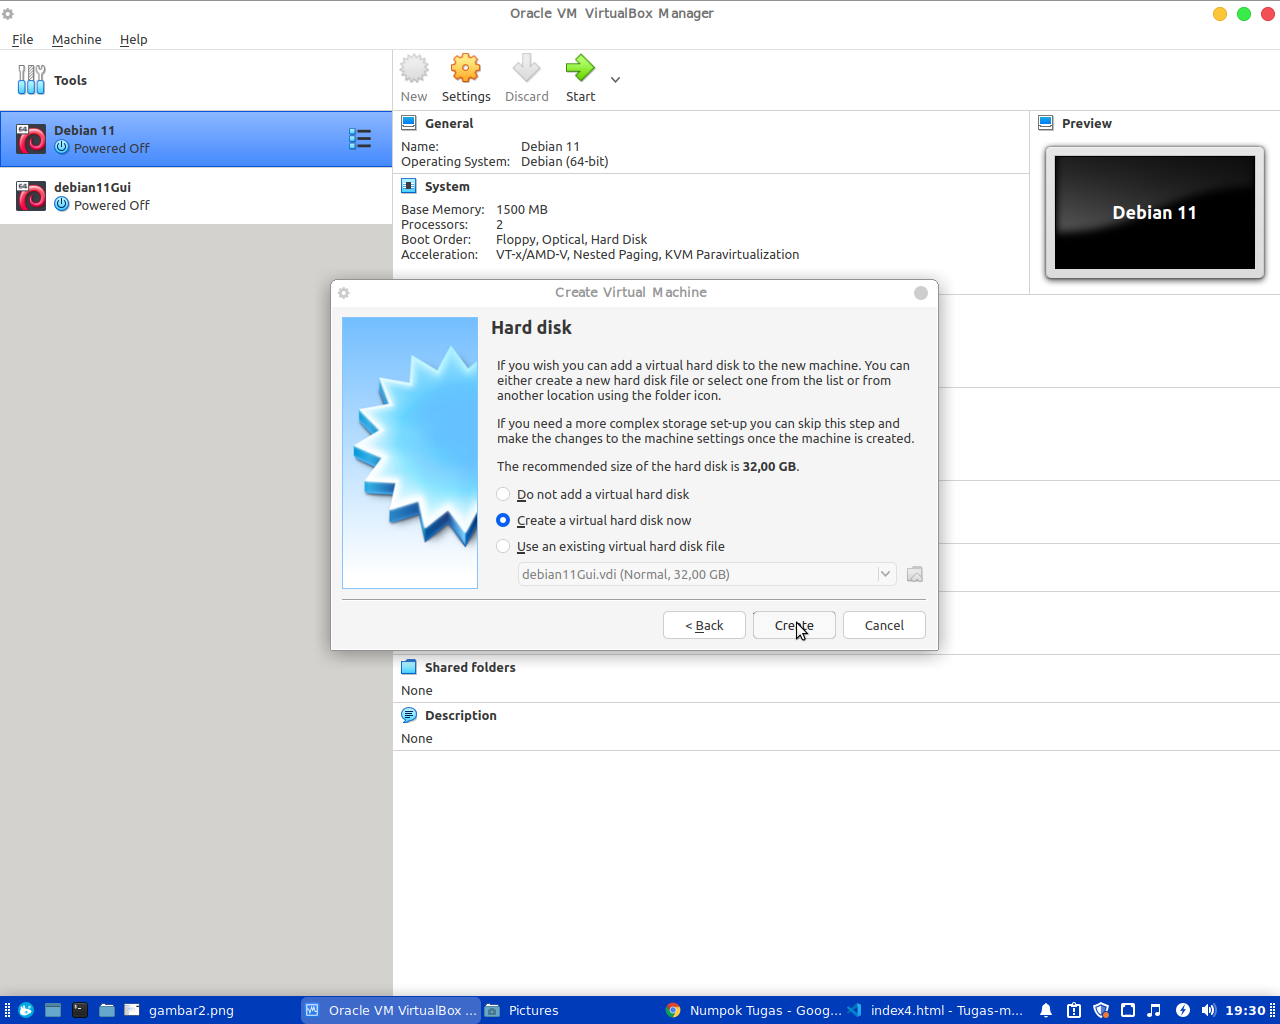 Oracle VM VirtualBox Manager
File Machine Help
Tools
New Settings Discard Start
64
Debian 11
Powered Off
64
debian11Gui
Powered Off
General
Name: Debian 11
Operating System: Debian (64-bit)
System
Base Memory: 1500 MB
Processors: 2
Boot Order: Floppy, Optical, Hard Disk
Acceleration: VT-x/AMD-V, Nested Paging, KVM Paravirtualization
Preview
Debian 11
Create Virtual Machine
Hard disk
If you wish you can add a virtual hard disk to the new machine. You can
either create a new hard disk file or select one from the list or from
another location using the folder icon.
If you need a more complex storage set-up you can skip this step and
make the changes to the machine settings once the machine is created.
The recommended size of the hard disk is 32,00 GB.
Do not add a virtual hard disk
Create a virtual hard disk now
Use an existing virtual hard disk file
debian11Gui.vdi (Normal, 32,00 GB)
< Back Create Cancel
Shared folders
None
Description
None
gambar2.png Oracle VM VirtualBox ... Pictures Numpok Tugas - Goog... index4.html - Tugas-m... 19:30